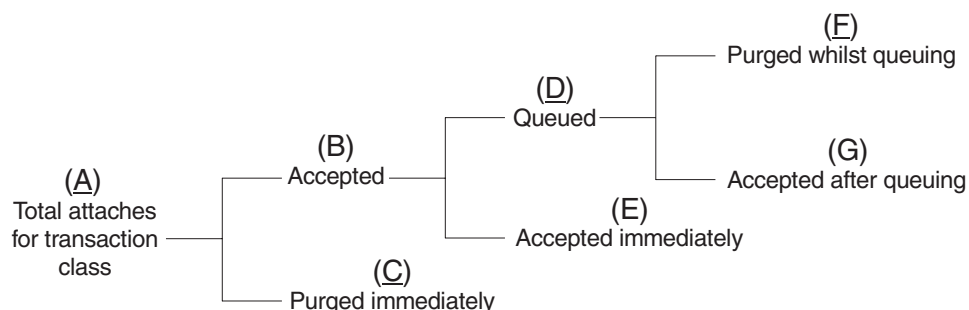 (F)
Purged whilst queuing
(D)
Queued
(B)
Accepted
(G)
Accepted after queuing
(A)
Total attaches
for transaction
class
(E)
Accepted immediately
(C)
Purged immediately